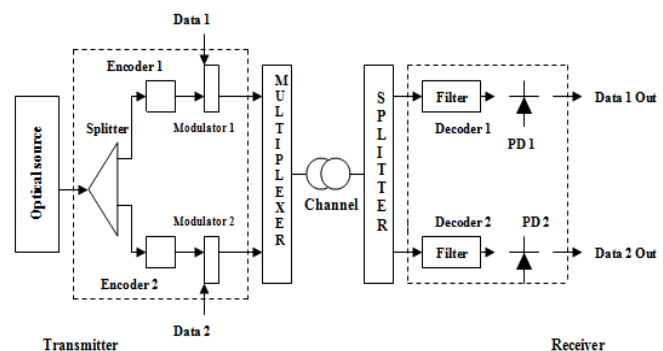 Data 1
Encoder 1
Splitter
Modulator 1
Optical source
Modulator 2
Encoder 2
Data 2
Transmitter
MULTIPLEXER
Channel
SPLITTER
Filter
Decoder 1
PD 1
Data 1 Out
Decoder 2
PD 2
Filter
Data 2 Out
Receiver